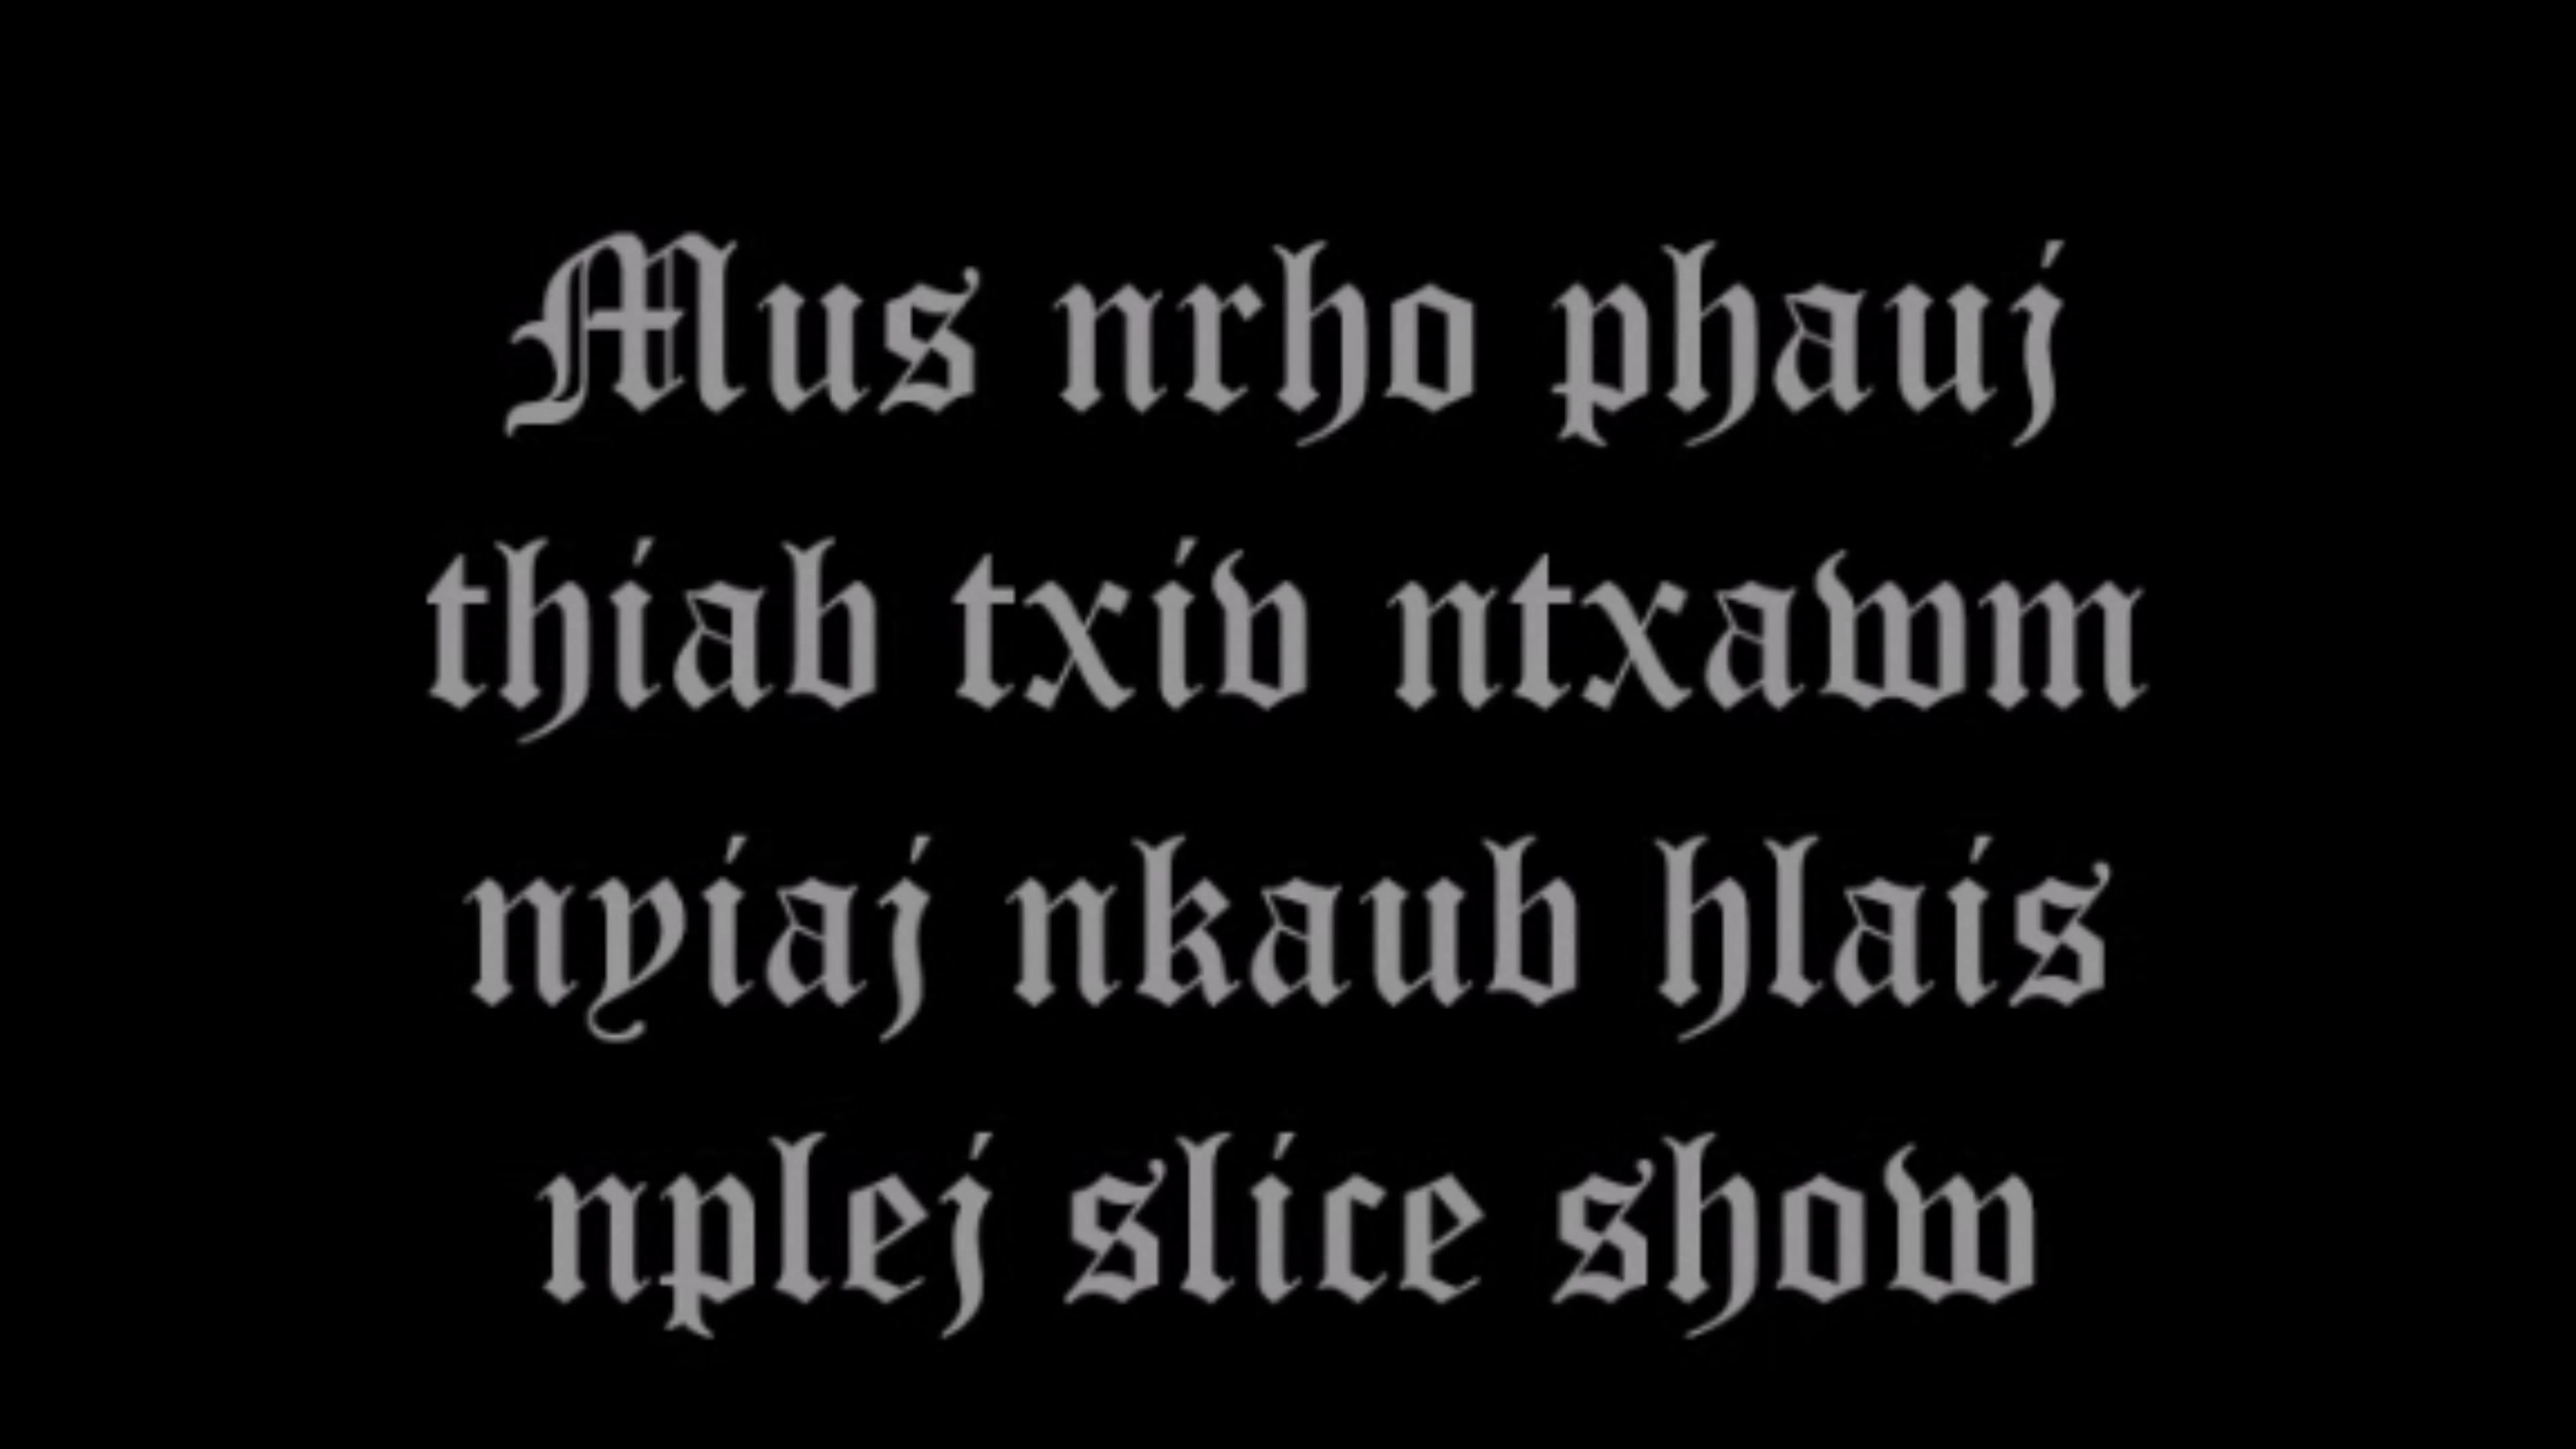 Mus nrho phauj
thiab txiv ntxawm
nyiaj nkaub hlais
nplej slice show